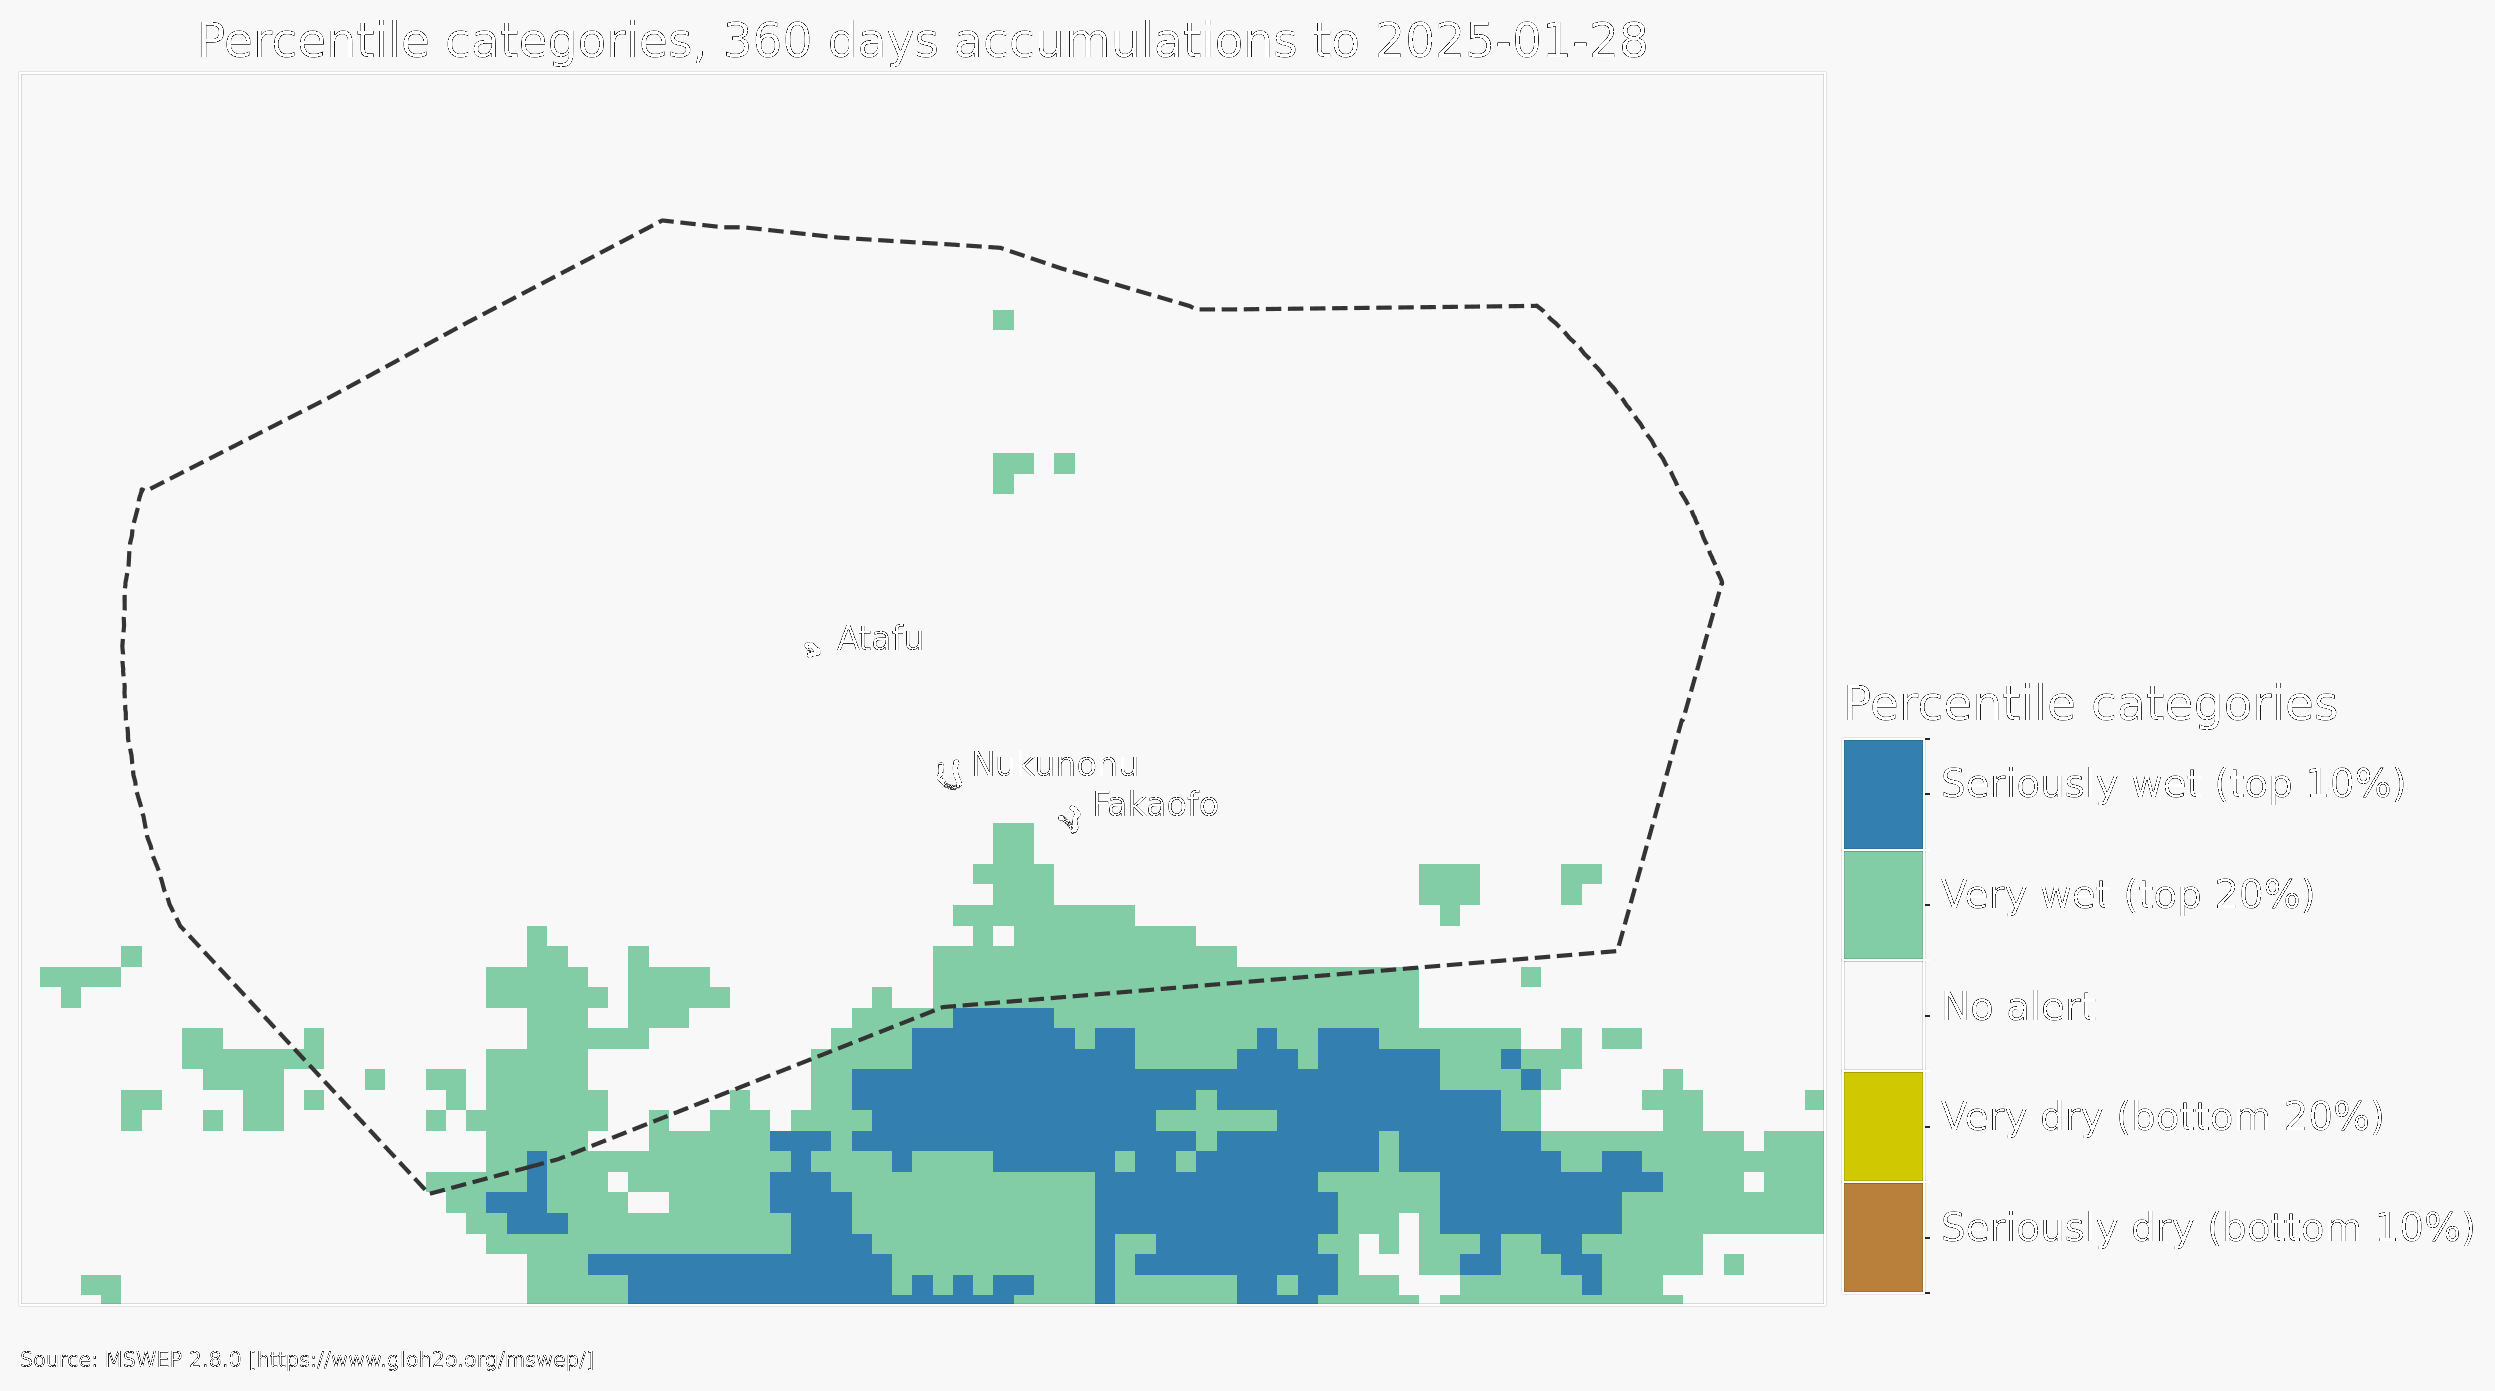 Percentile categories, 360 days accumulations to 2025-01-28
Atafu
Nukunonu
Fakaofo
Percentile categories
Seriously wet (top 10%)
Very wet (top 20%)
No alert
Very dry (bottom 20%)
Seriously dry (bottom 10%)
Source: MSWEP 2.8.0 [https://www.gloh2o.org/mswep/]